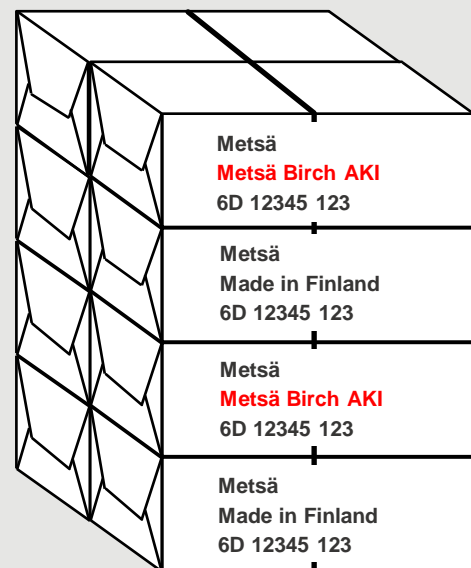 Metsä
Metsä Birch AKI
6D 12345 123
Metsä
Made in Finland
6D 12345 123
Metsä
Metsä Birch AKI
6D 12345 123
Metsä
Made in Finland
6D 12345 123